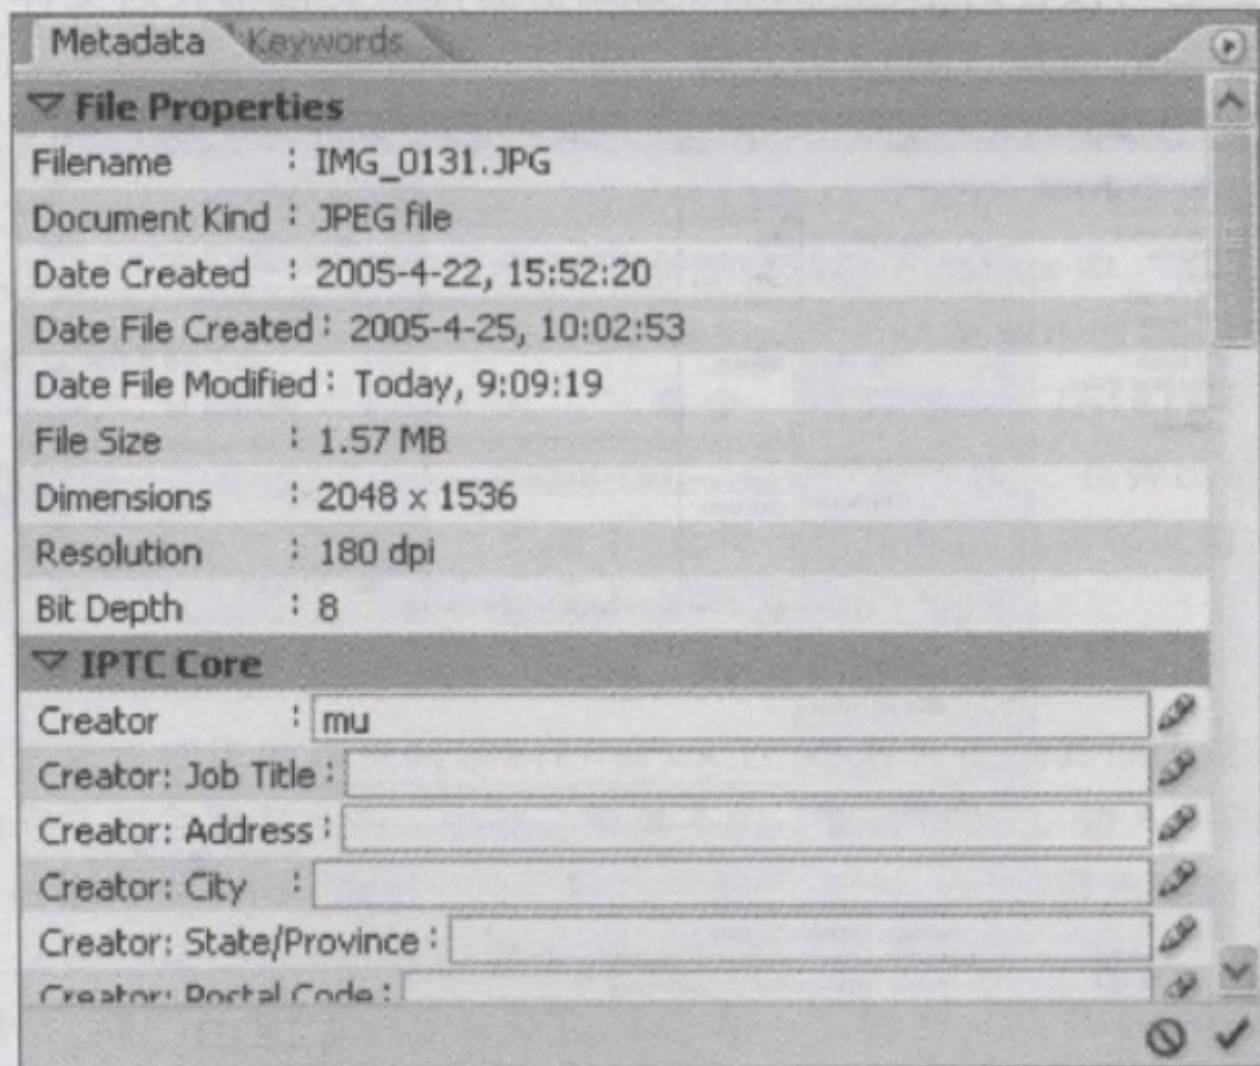 Metadata Keywords
File Properties
Filename : IMG_0131.JPG
Document Kind : JPEG file
Date Created : 2005-4-22, 15:52:20
Date File Created : 2005-4-25, 10:02:53
Date File Modified : Today, 9:09:19
File Size : 1.57 MB
Dimensions : 2048 x 1536
Resolution : 180 dpi
Bit Depth : 8
IPTC Core
Creator : mu
Creator: Job Title :
Creator: Address :
Creator: City :
Creator: State/Province :
Creator: Postal Code :